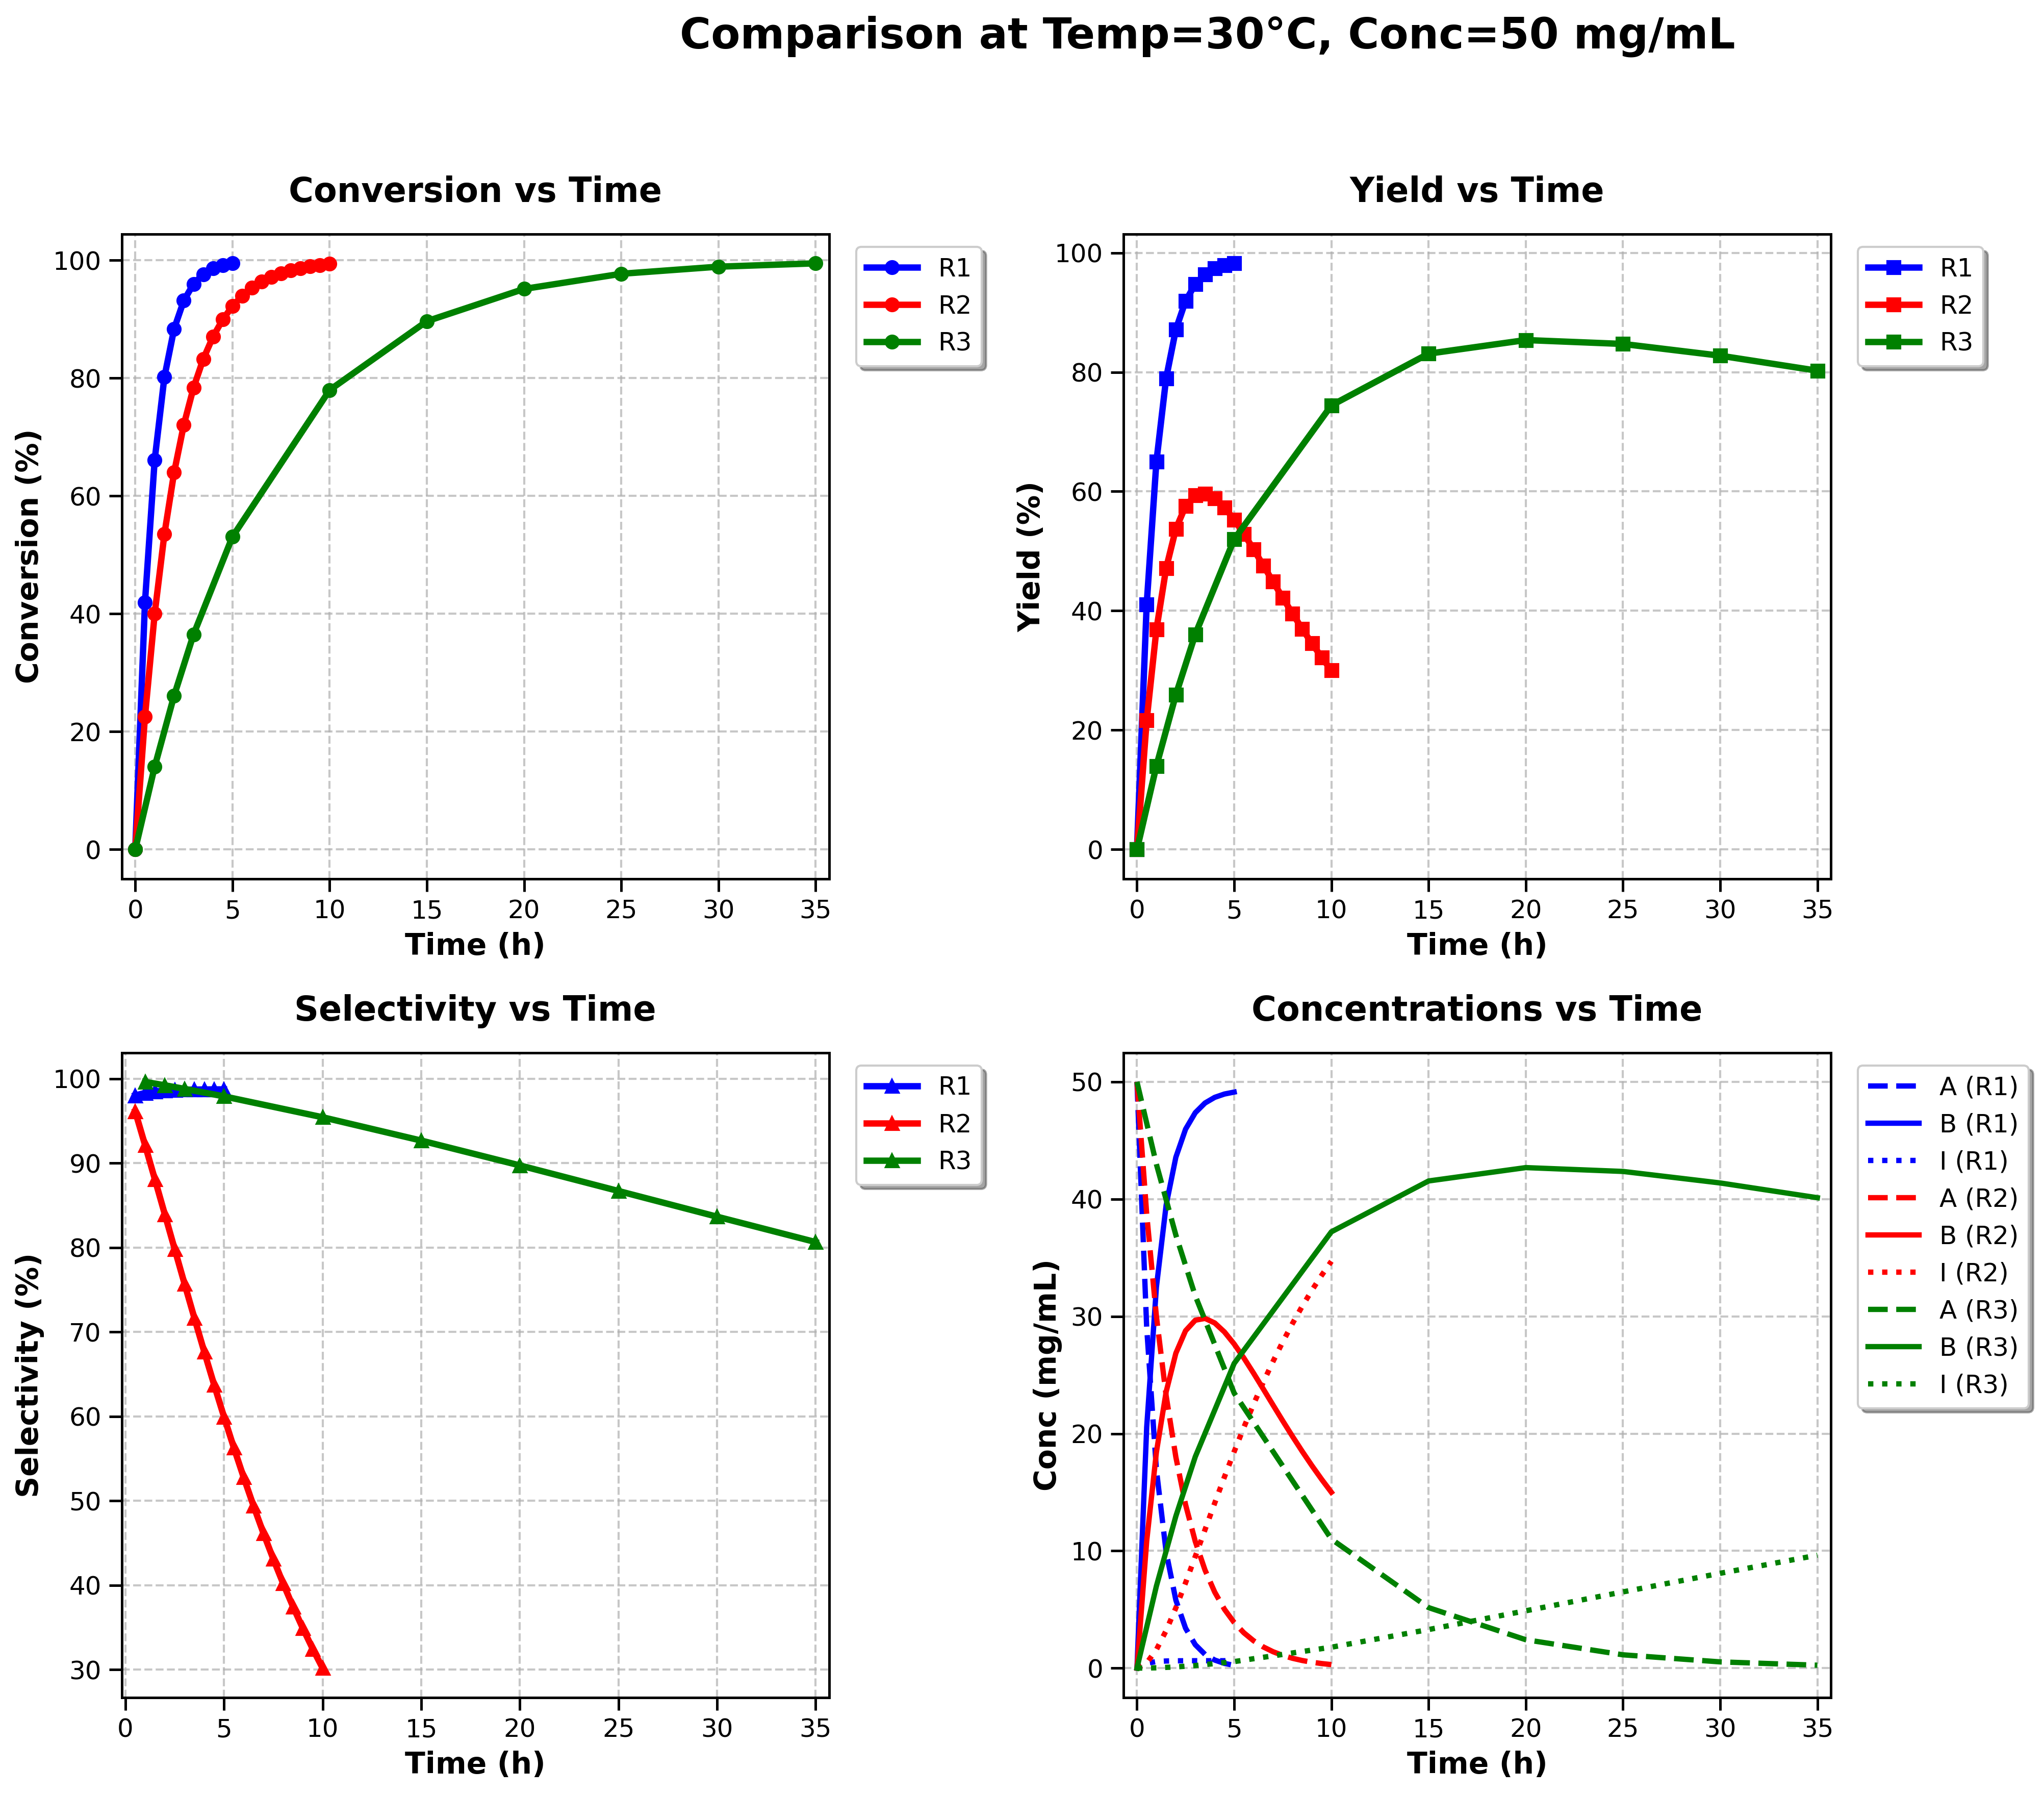 Comparison at Temp=30°C, Conc=50 mg/mL
Conversion vs Time
100
80
60
40
20
0
Conversion (%)
0 5 10 15 20 25 30 35
Time (h)
R1
R2
R3
Yield vs Time
100
80
60
40
20
0
Yield (%)
0 5 10 15 20 25 30 35
Time (h)
R1
R2
R3
Selectivity vs Time
100
90
80
70
60
50
40
30
Selectivity (%)
0 5 10 15 20 25 30 35
Time (h)
R1
R2
R3
Concentrations vs Time
50
40
30
20
10
0
Conc (mg/mL)
0 5 10 15 20 25 30 35
Time (h)
A (R1)
B (R1)
I (R1)
A (R2)
B (R2)
I (R2)
A (R3)
B (R3)
I (R3)